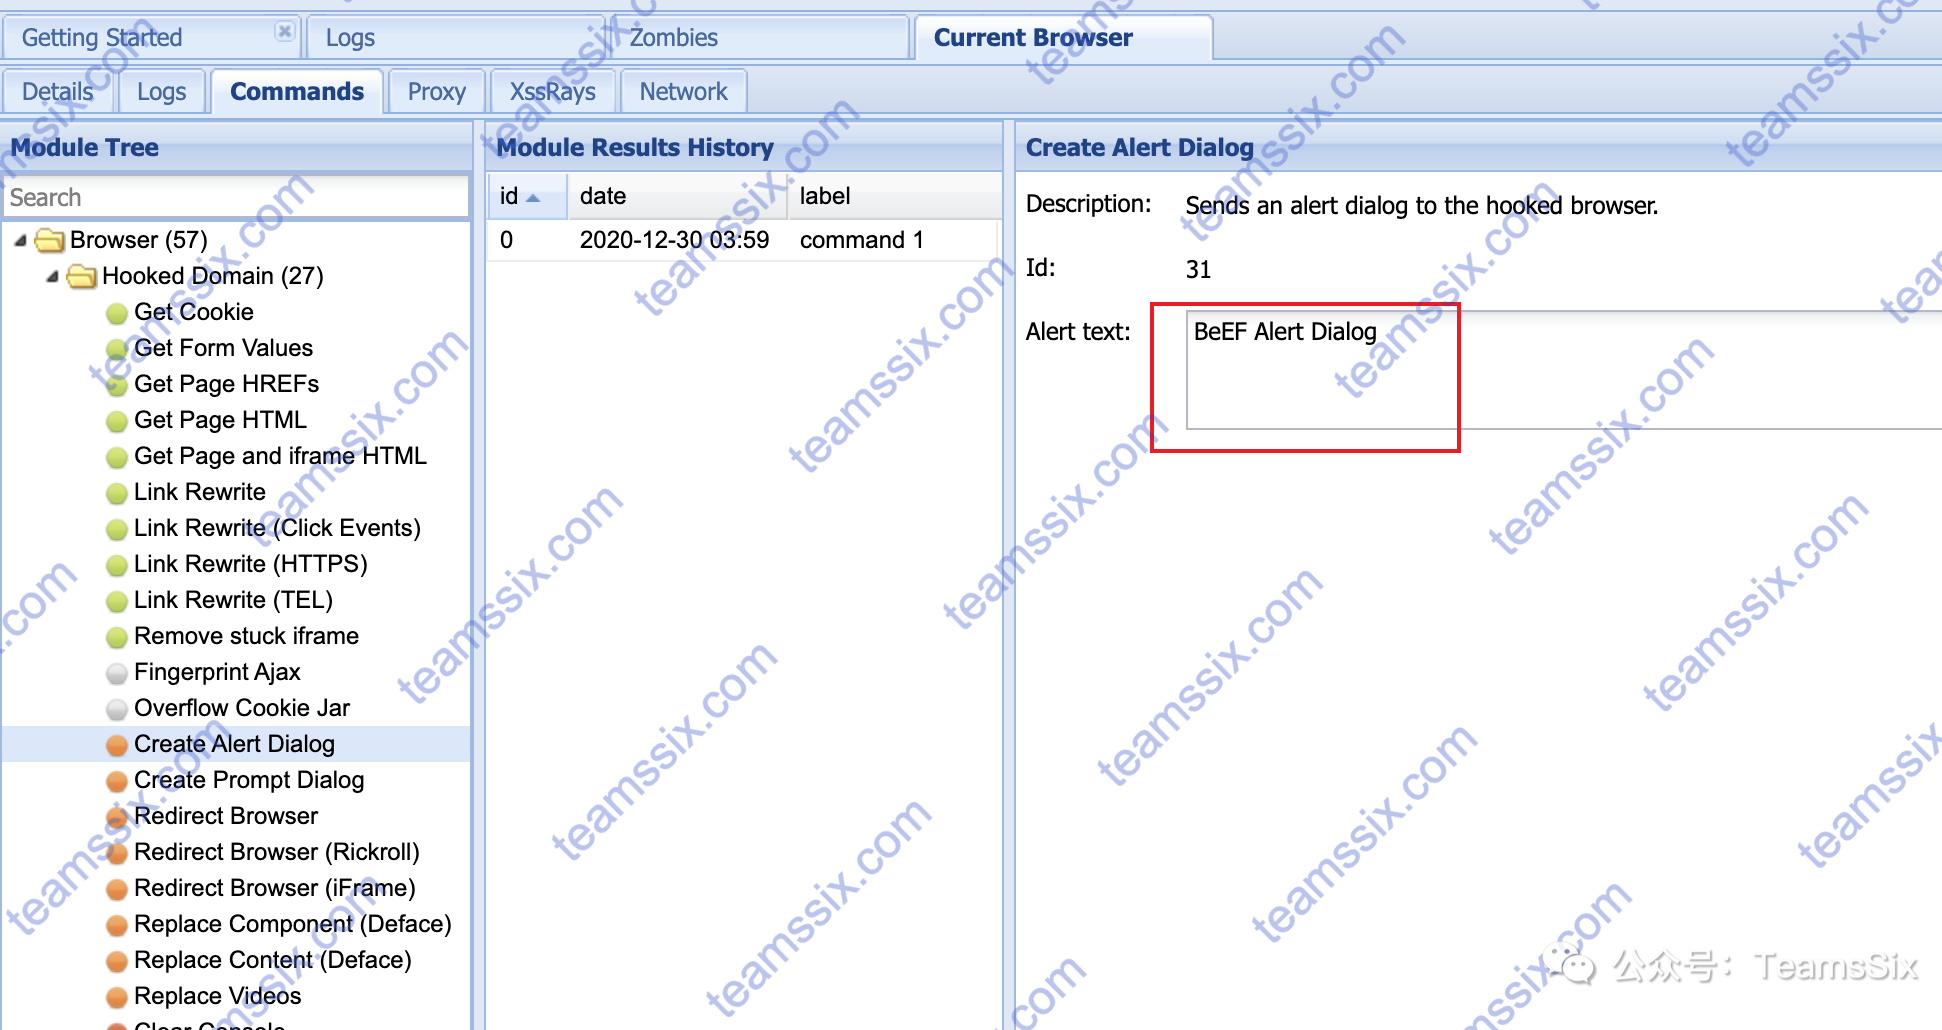 Getting Started
Logs
Zombies
Current Browser
Details
Logs
Commands
Proxy
XssRays
Network
Module Tree
Search
Browser (57)
Hooked Domain (27)
Get Cookie
Get Form Values
Get Page HREFs
Get Page HTML
Get Page and iframe HTML
Link Rewrite
Link Rewrite (Click Events)
Link Rewrite (HTTPS)
Link Rewrite (TEL)
Remove stuck iframe
Fingerprint Ajax
Overflow Cookie Jar
Create Alert Dialog
Create Prompt Dialog
Redirect Browser
Redirect Browser (Rickroll)
Redirect Browser (iFrame)
Replace Component (Deface)
Replace Content (Deface)
Replace Videos
Clear Console
Module Results History
id date label
0 2020-12-30 03:59 command 1
Create Alert Dialog
Description: Sends an alert dialog to the hooked browser.
Id: 31
Alert text: BeEF Alert Dialog
teamssix.com
公众号：TeamsSix